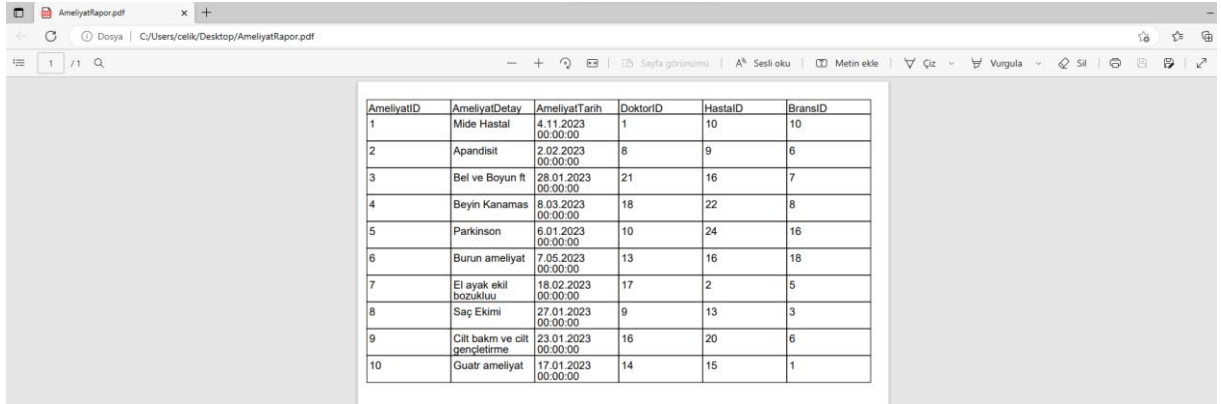 AmeliyatRapor.pdf
Dosya C:/Users/celik/Desktop/AmeliyatRapor.pdf
1 /1 Sayfa görünümü Sesli oku Metin ekle Çiz Vurgula Sil
AmeliyatID AmeliyatDetay AmeliyatTarih DoktorID HastaID BransID
1 Mide Hastal 4.11.2023 1 10 10
00:00:00
2 Apandisit 2.02.2023 8 9 6
00:00:00
3 Bel ve Boyun ft 28.01.2023 21 16 7
00:00:00
4 Beyin Kanamas 8.03.2023 18 22 8
00:00:00
5 Parkinson 6.01.2023 10 24 16
00:00:00
6 Burun ameliyat 7.05.2023 13 16 18
00:00:00
7 El ayak ekil 18.02.2023 17 2 5
bozukluu 00:00:00
8 Saç Ekimi 27.01.2023 9 13 3
00:00:00
9 Cilt bakm ve cilt 23.01.2023 16 20 6
gençletirme 00:00:00
10 Guatr ameliyat 17.01.2023 14 15 1
00:00:00